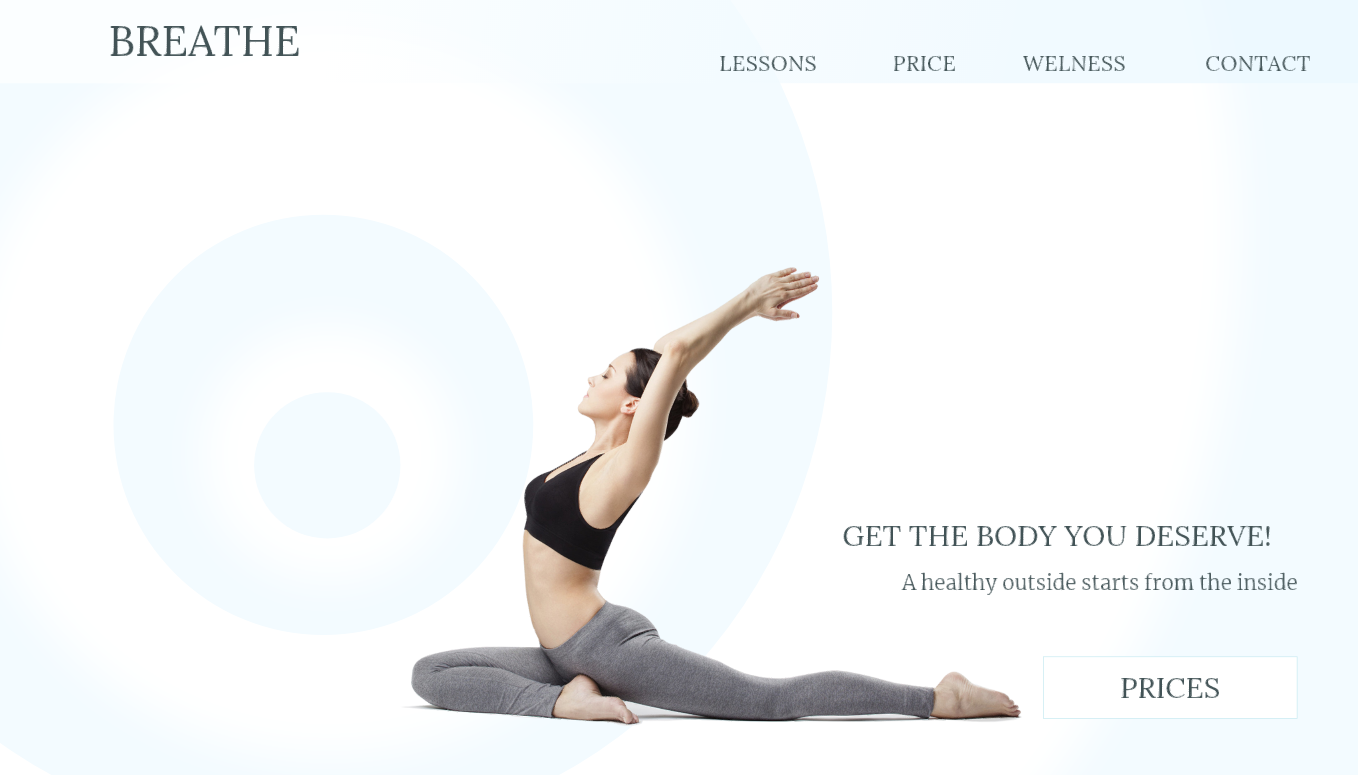 BREATHE
LESSONS PRICE WELNESS CONTACT
GET THE BODY YOU DESERVE!
A healthy outside starts from the inside
PRICES